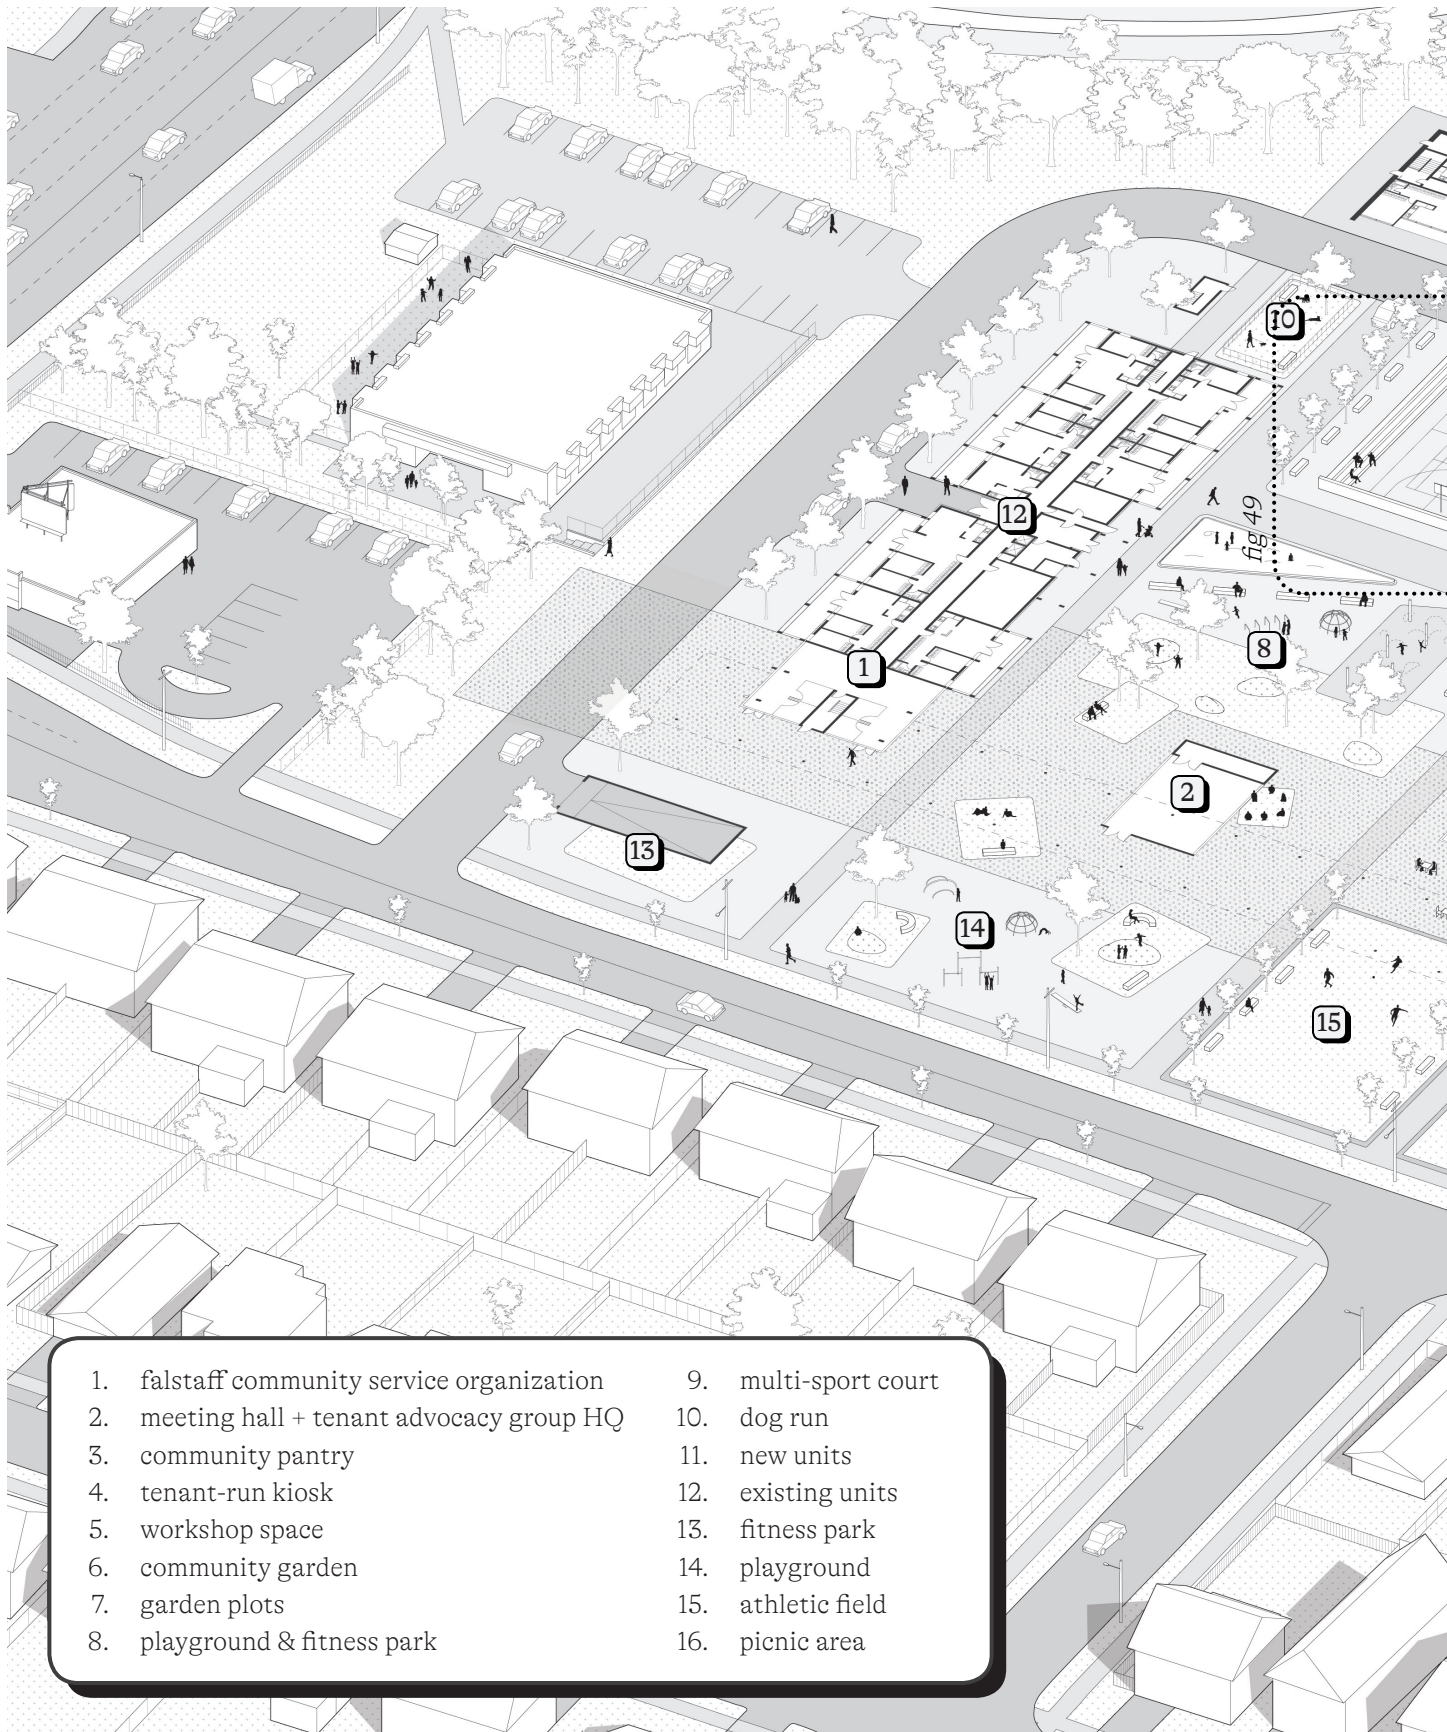 10
12
fig 49
8
1
2
13
14
15
1. falstaff community service organization
2. meeting hall + tenant advocacy group HQ
3. community pantry
4. tenant-run kiosk
5. workshop space
6. community garden
7. garden plots
8. playground & fitness park
9. multi-sport court
10. dog run
11. new units
12. existing units
13. fitness park
14. playground
15. athletic field
16. picnic area